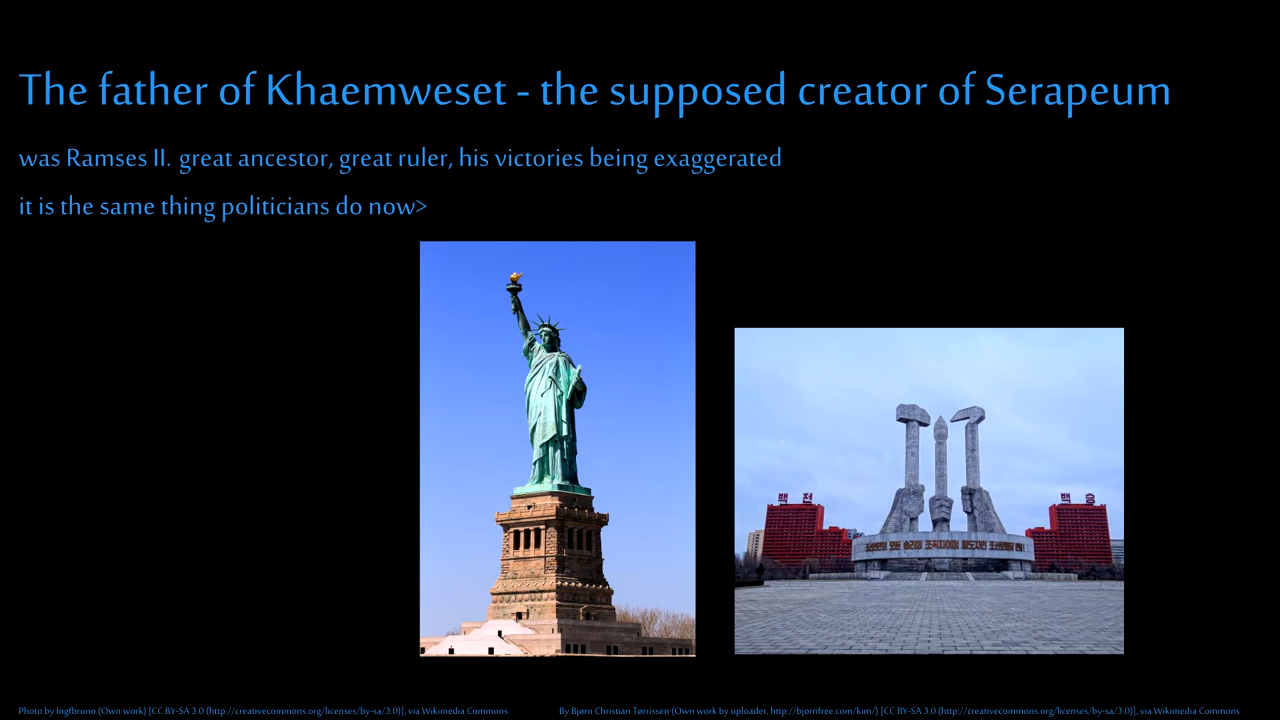 The father of Khaemweset - the supposed creator of Serapeum
was Ramses II. great ancestor, great ruler, his victories being exaggerated
it is the same thing politicians do now>
백 전
백 승
Photo by Ingfbruno (Own work) [CC BY-SA 3.0 (http://creativecommons.org/licenses/by-sa/3.0)], via Wikimedia Commons
By Bjørn Christian Tørrissen (Own work by uploader, http://bjornfree.com/kim/) [CC BY-SA 3.0 (http://creativecommons.org/licenses/by-sa/3.0)], via Wikimedia Commons